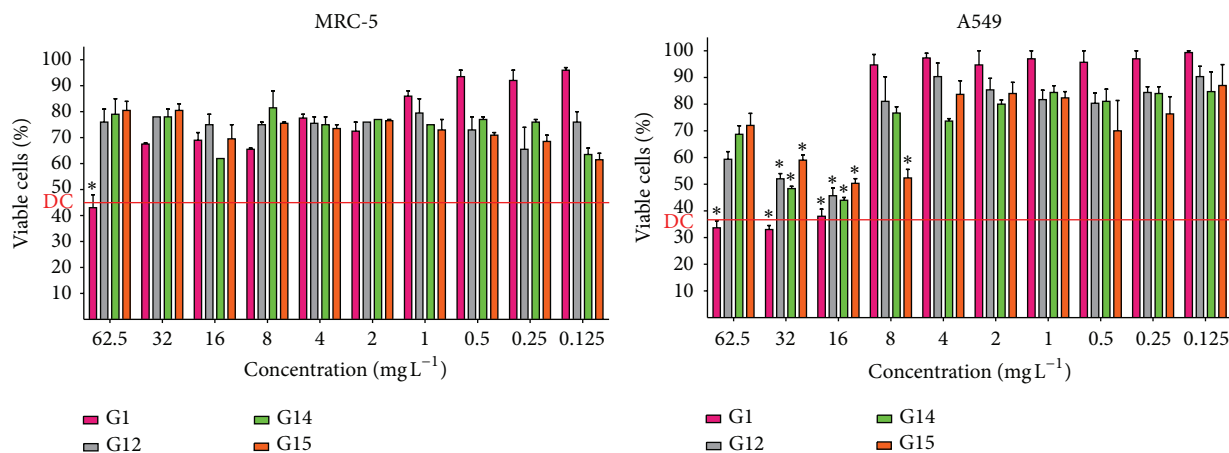 MRC-5
Viable cells (%)
100
90
80
70
60
50
40
30
20
10
DC
*
62.5 32 16 8 4 2 1 0.5 0.25 0.125
Concentration (mg L⁻¹)
G1 G14
G12 G15
A549
Viable cells (%)
100
90
80
70
60
50
40
30
20
10
DC
* * * * * * * * * *
62.5 32 16 8 4 2 1 0.5 0.25 0.125
Concentration (mg L⁻¹)
G1 G14
G12 G15